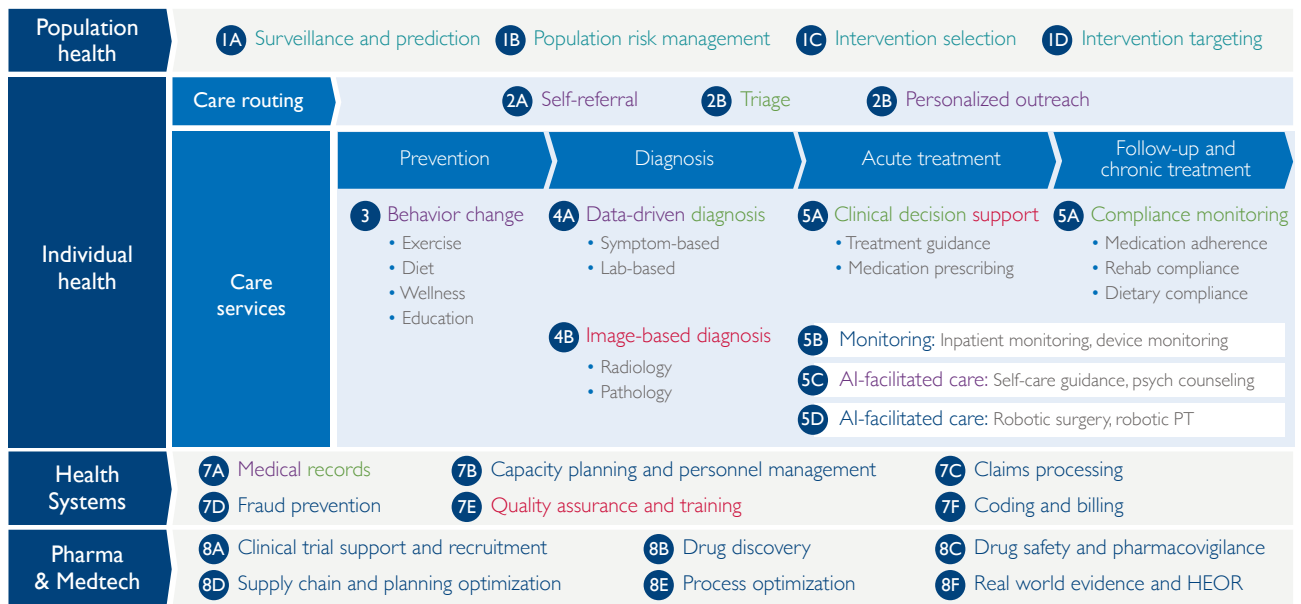 Population
health
1A Surveillance and prediction 1B Population risk management 1C Intervention selection 1D Intervention targeting
Individual
health
Care routing
2A Self-referral 2B Triage 2B Personalized outreach
Care
services
Prevention
3 Behavior change
• Exercise
• Diet
• Wellness
• Education
Diagnosis
4A Data-driven diagnosis
• Symptom-based
• Lab-based
4B Image-based diagnosis
• Radiology
• Pathology
Acute treatment
5A Clinical decision support
• Treatment guidance
• Medication prescribing
Follow-up and
chronic treatment
5A Compliance monitoring
• Medication adherence
• Rehab compliance
• Dietary compliance
5B Monitoring: Inpatient monitoring, device monitoring
5C AI-facilitated care: Self-care guidance, psych counseling
5D AI-facilitated care: Robotic surgery, robotic PT
Health
Systems
7A Medical records 7B Capacity planning and personnel management 7C Claims processing
7D Fraud prevention 7E Quality assurance and training 7F Coding and billing
Pharma
& Medtech
8A Clinical trial support and recruitment 8B Drug discovery 8C Drug safety and pharmacovigilance
8D Supply chain and planning optimization 8E Process optimization 8F Real world evidence and HEOR